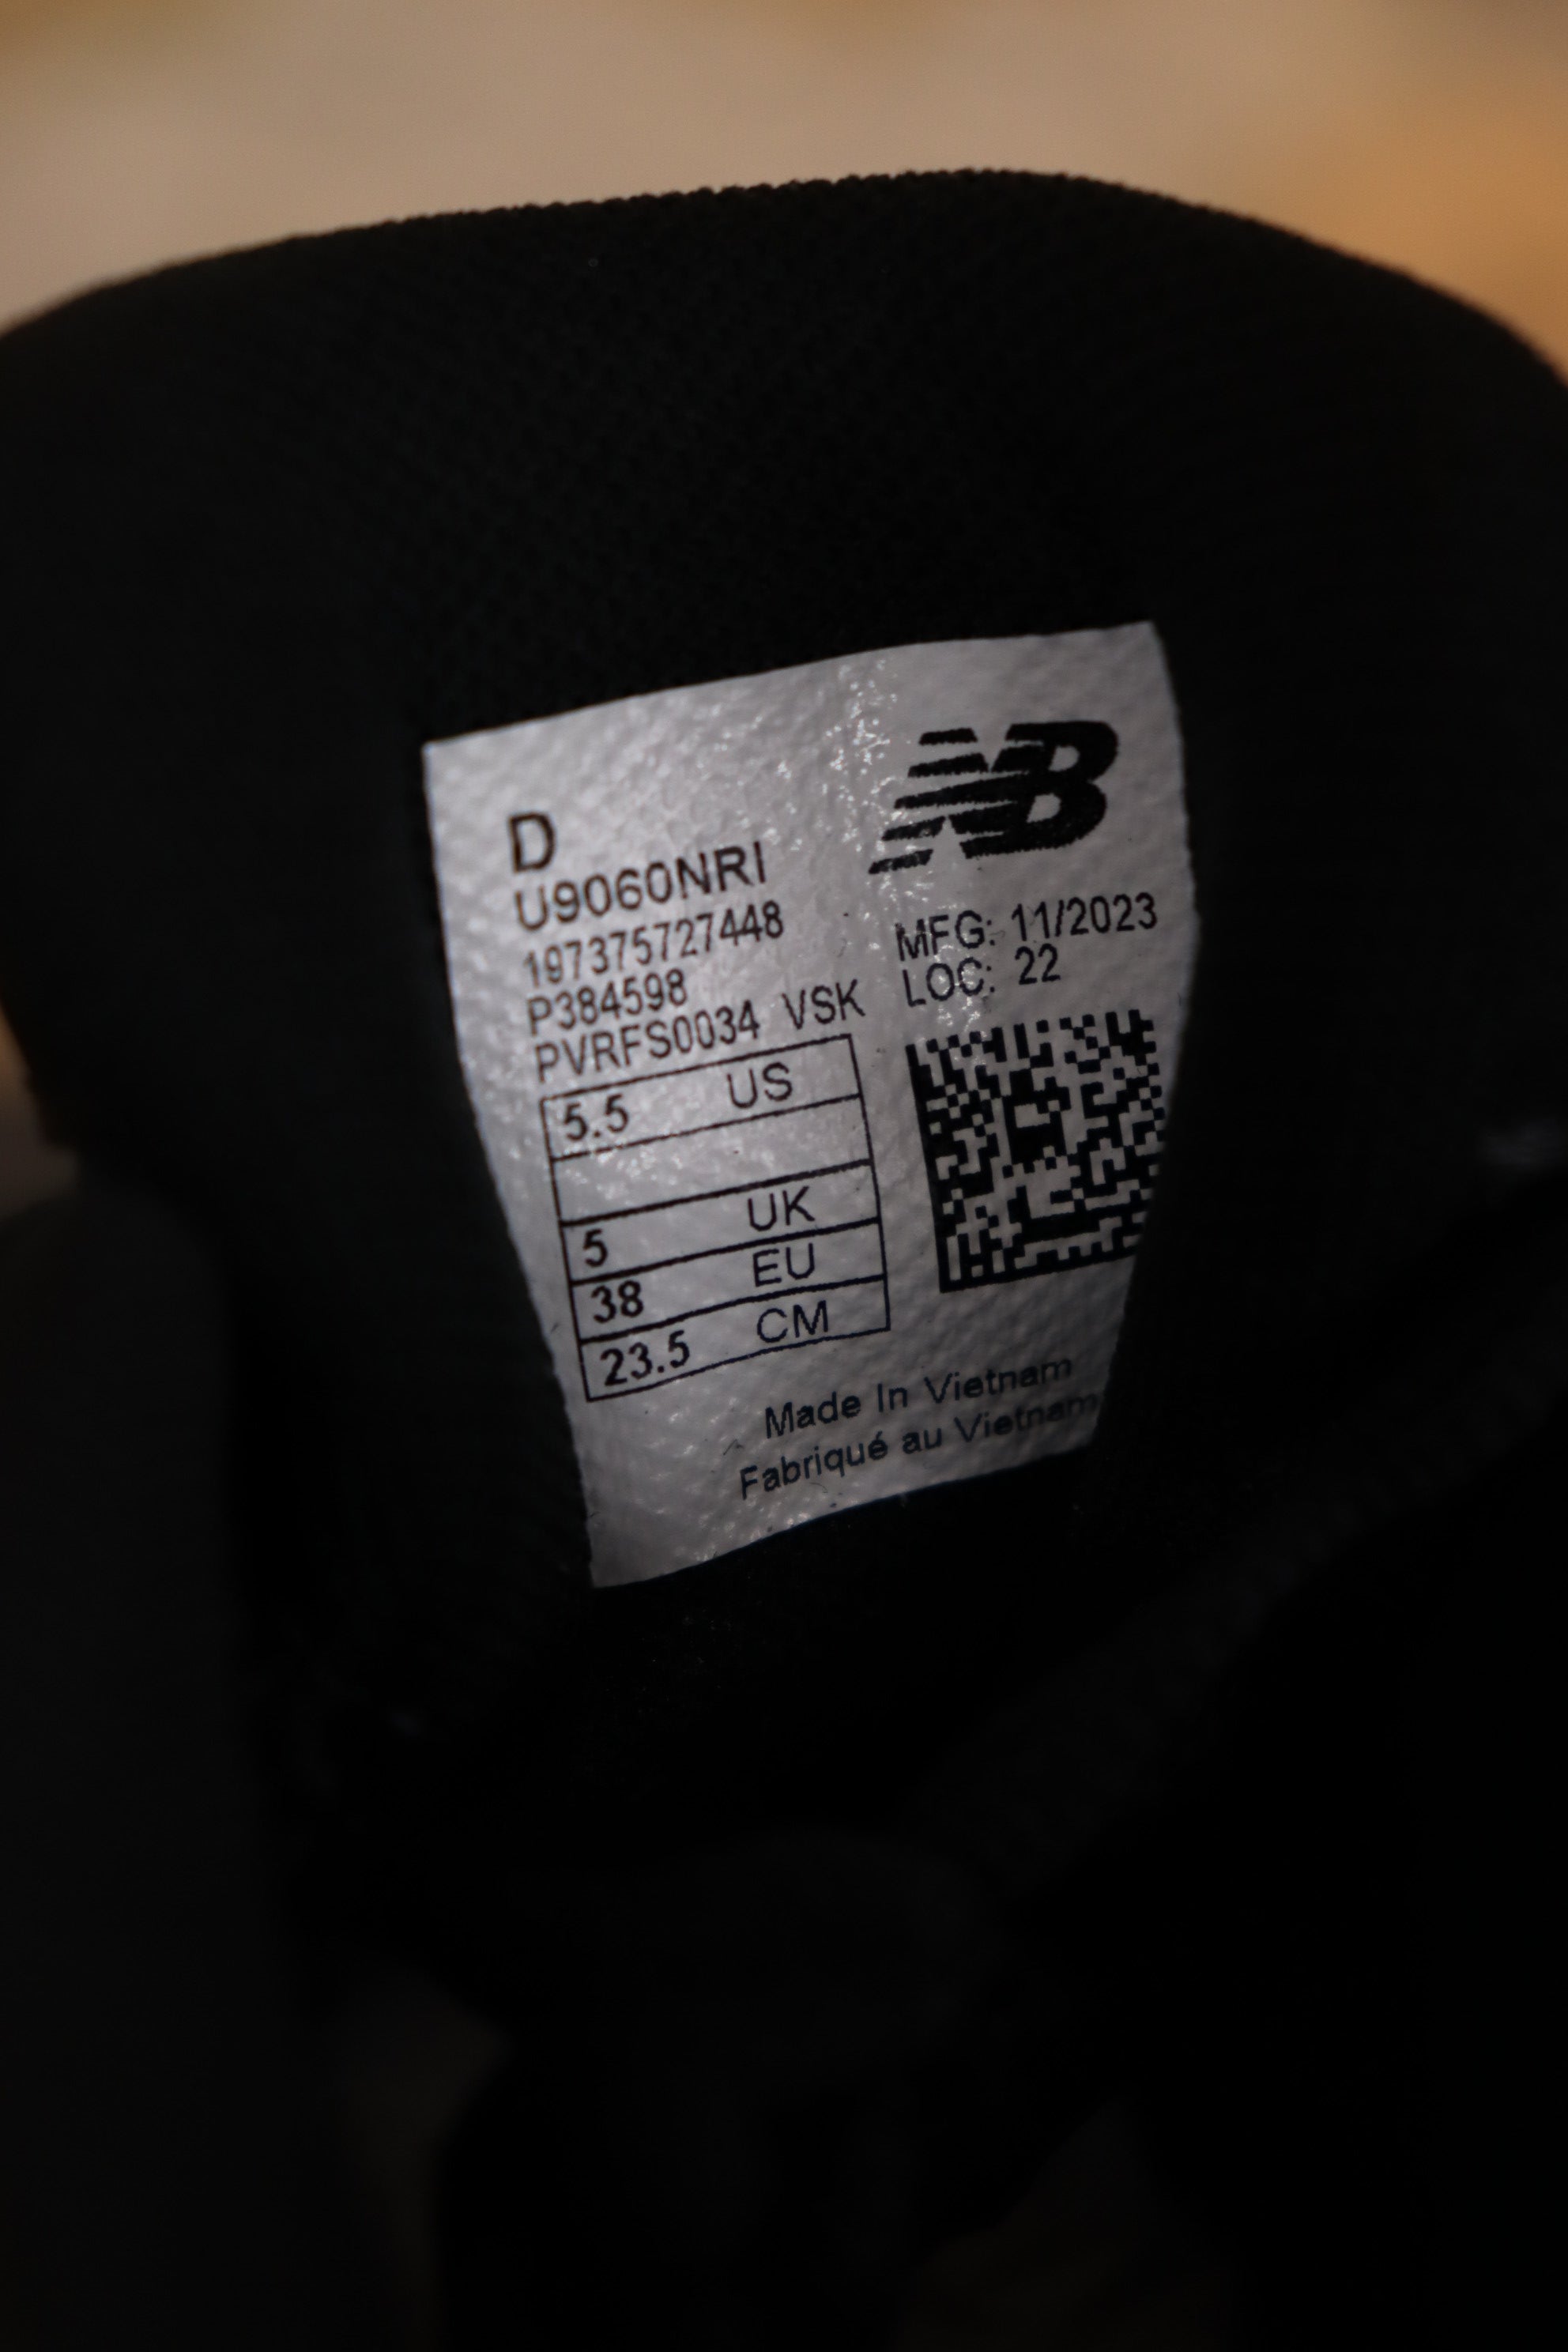 NB
D
U9060NRI
197375727448
P384598
PVRFS0034 VSK
MFG: 11/2023
LOC: 22
5.5 US
5 UK
38 EU
23.5 CM
Made In Vietnam
Fabriqué au Vietnam